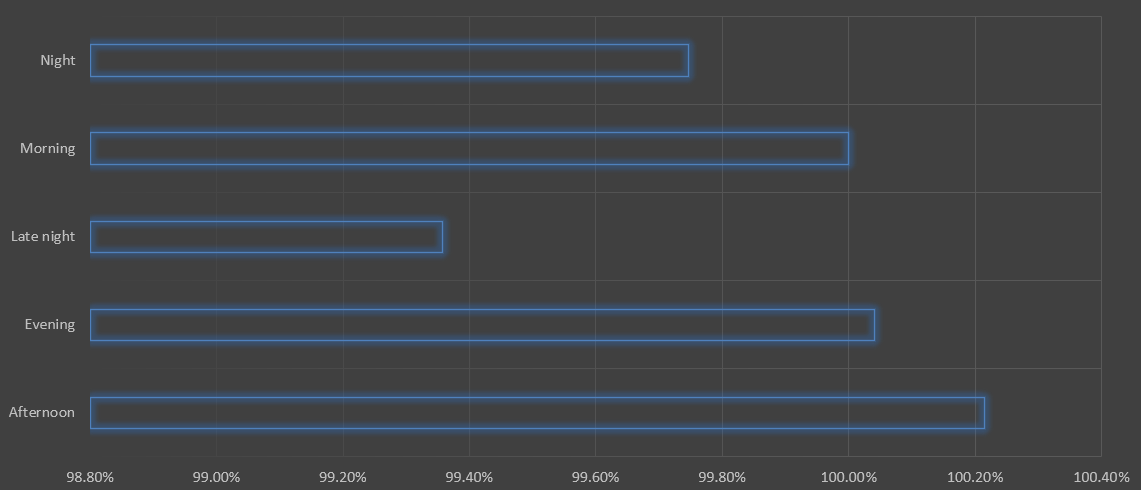 Night
Morning
Late night
Evening
Afternoon
98.80% 99.00% 99.20% 99.40% 99.60% 99.80% 100.00% 100.20% 100.40%